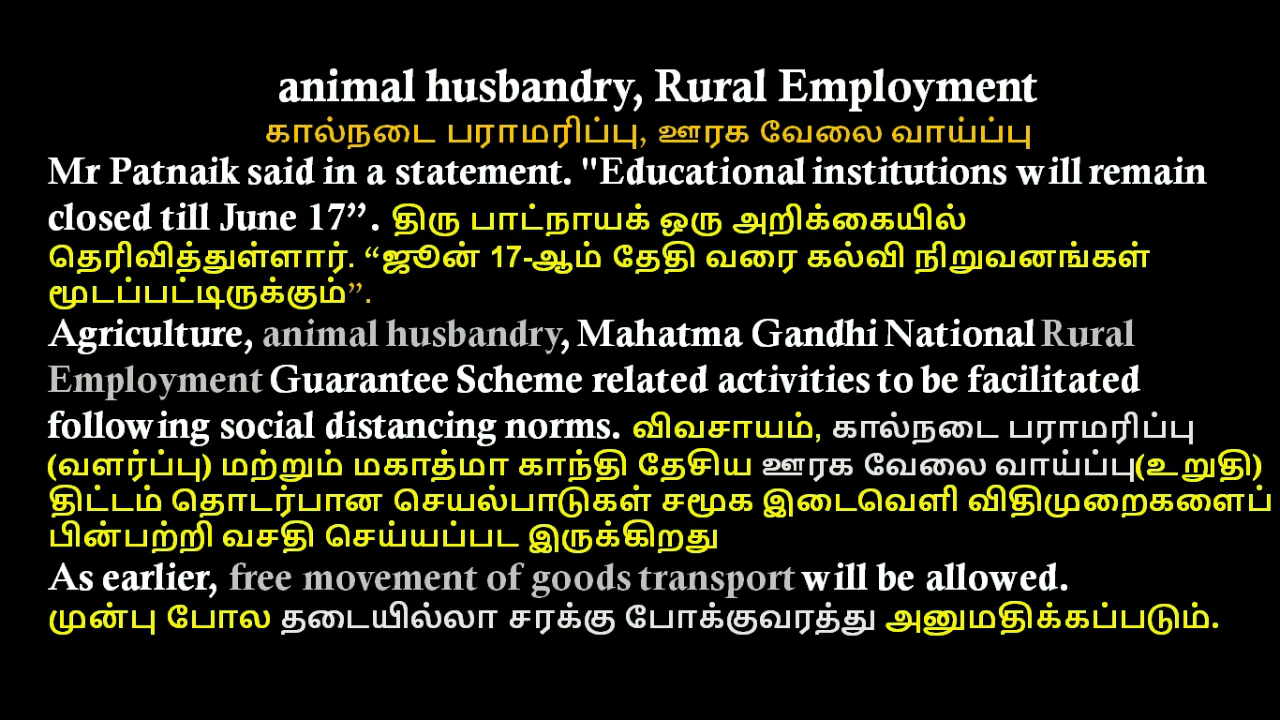 animal husbandry, Rural Employment
கால்நடை பராமரிப்பு, ஊரக வேலை வாய்ப்பு
Mr Patnaik said in a statement. "Educational institutions will remain
closed till June 17”. திரு பாட்நாயக் ஒரு அறிக்கையில்
தெரிவித்துள்ளார். “ஜூன் 17-ஆம் தேதி வரை கல்வி நிறுவனங்கள்
மூடப்பட்டிருக்கும்”.
Agriculture, animal husbandry, Mahatma Gandhi National Rural
Employment Guarantee Scheme related activities to be facilitated
following social distancing norms. விவசாயம், கால்நடை பராமரிப்பு
(வளர்ப்பு) மற்றும் மகாத்மா காந்தி தேசிய ஊரக வேலை வாய்ப்பு(உறுதி)
திட்டம் தொடர்பான செயல்பாடுகள் சமூக இடைவெளி விதிமுறைகளைப்
பின்பற்றி வசதி செய்யப்பட இருக்கிறது
As earlier, free movement of goods transport will be allowed.
முன்பு போல தடையில்லா சரக்கு போக்குவரத்து அனுமதிக்கப்படும்.